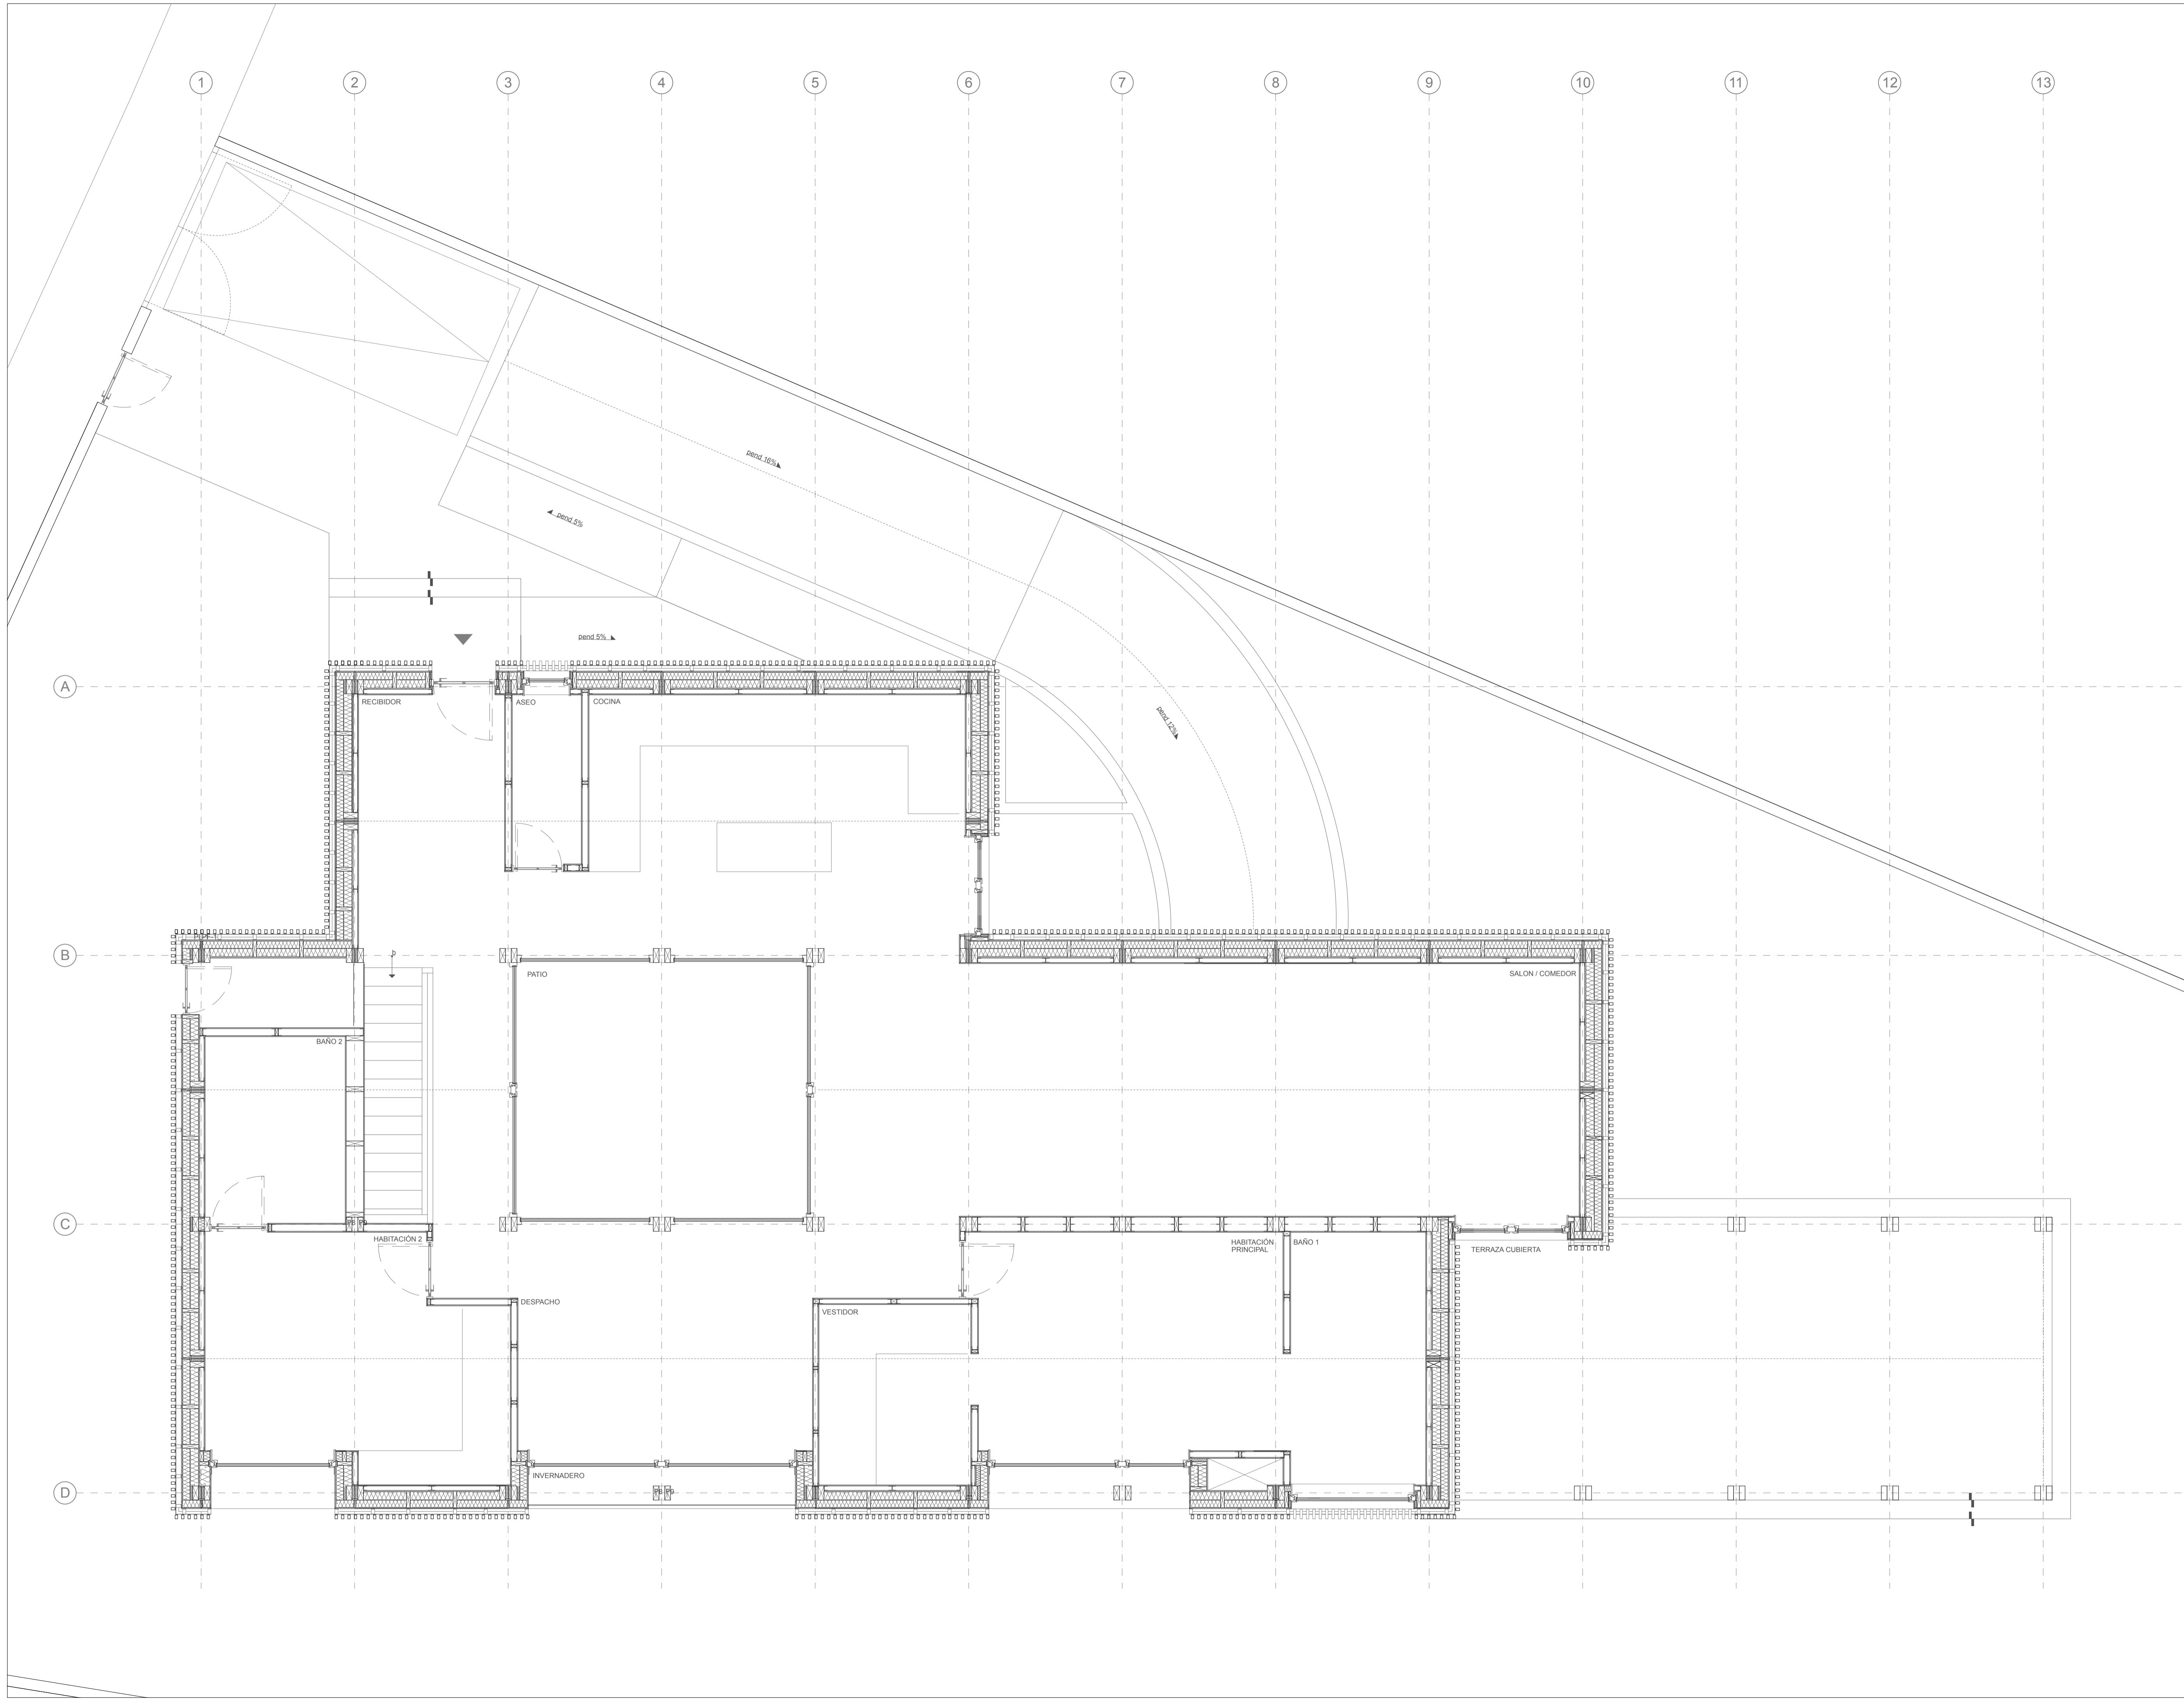 1 2 3 4 5 6 7 8 9 10 11 12 13
pend 16%
pend 5%
pend 5%
A
RECIBIDOR
ASEO
COCINA
pend 12%
B
PATIO
SALON / COMEDOR
BAÑO 2
C
HABITACIÓN 2
HABITACIÓN
PRINCIPAL
BAÑO 1
TERRAZA CUBIERTA
DESPACHO
VESTIDOR
INVERNADERO
D